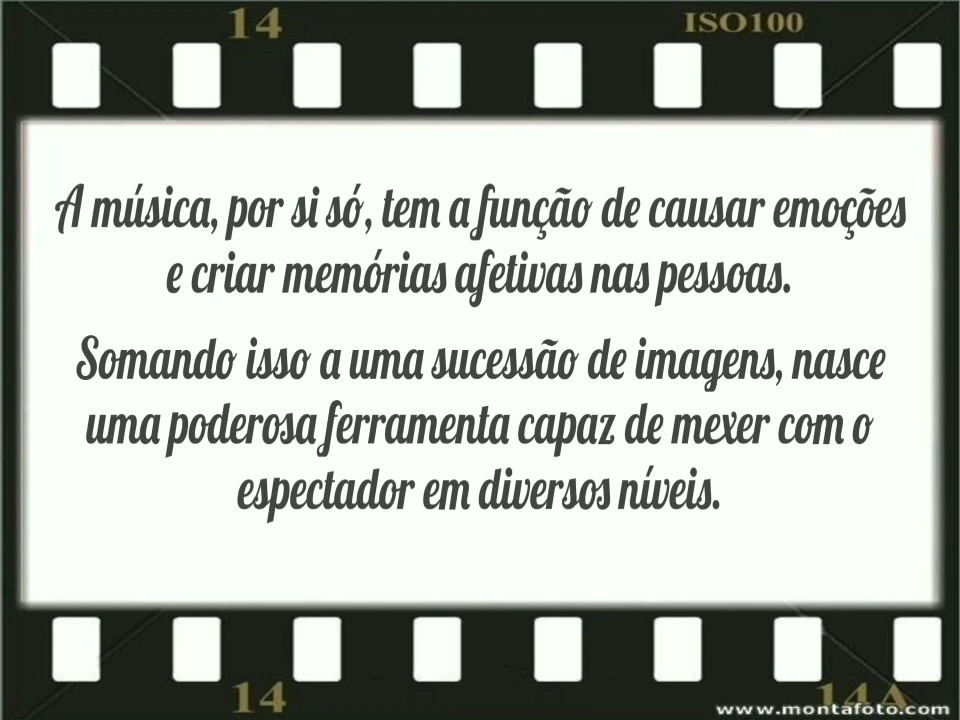 14 ISO100
A música, por si só, tem a função de causar emoções
e criar memórias afetivas nas pessoas.
Somando isso a uma sucessão de imagens, nasce
uma poderosa ferramenta capaz de mexer com o
espectador em diversos níveis.
14 14A
www.montafoto.com